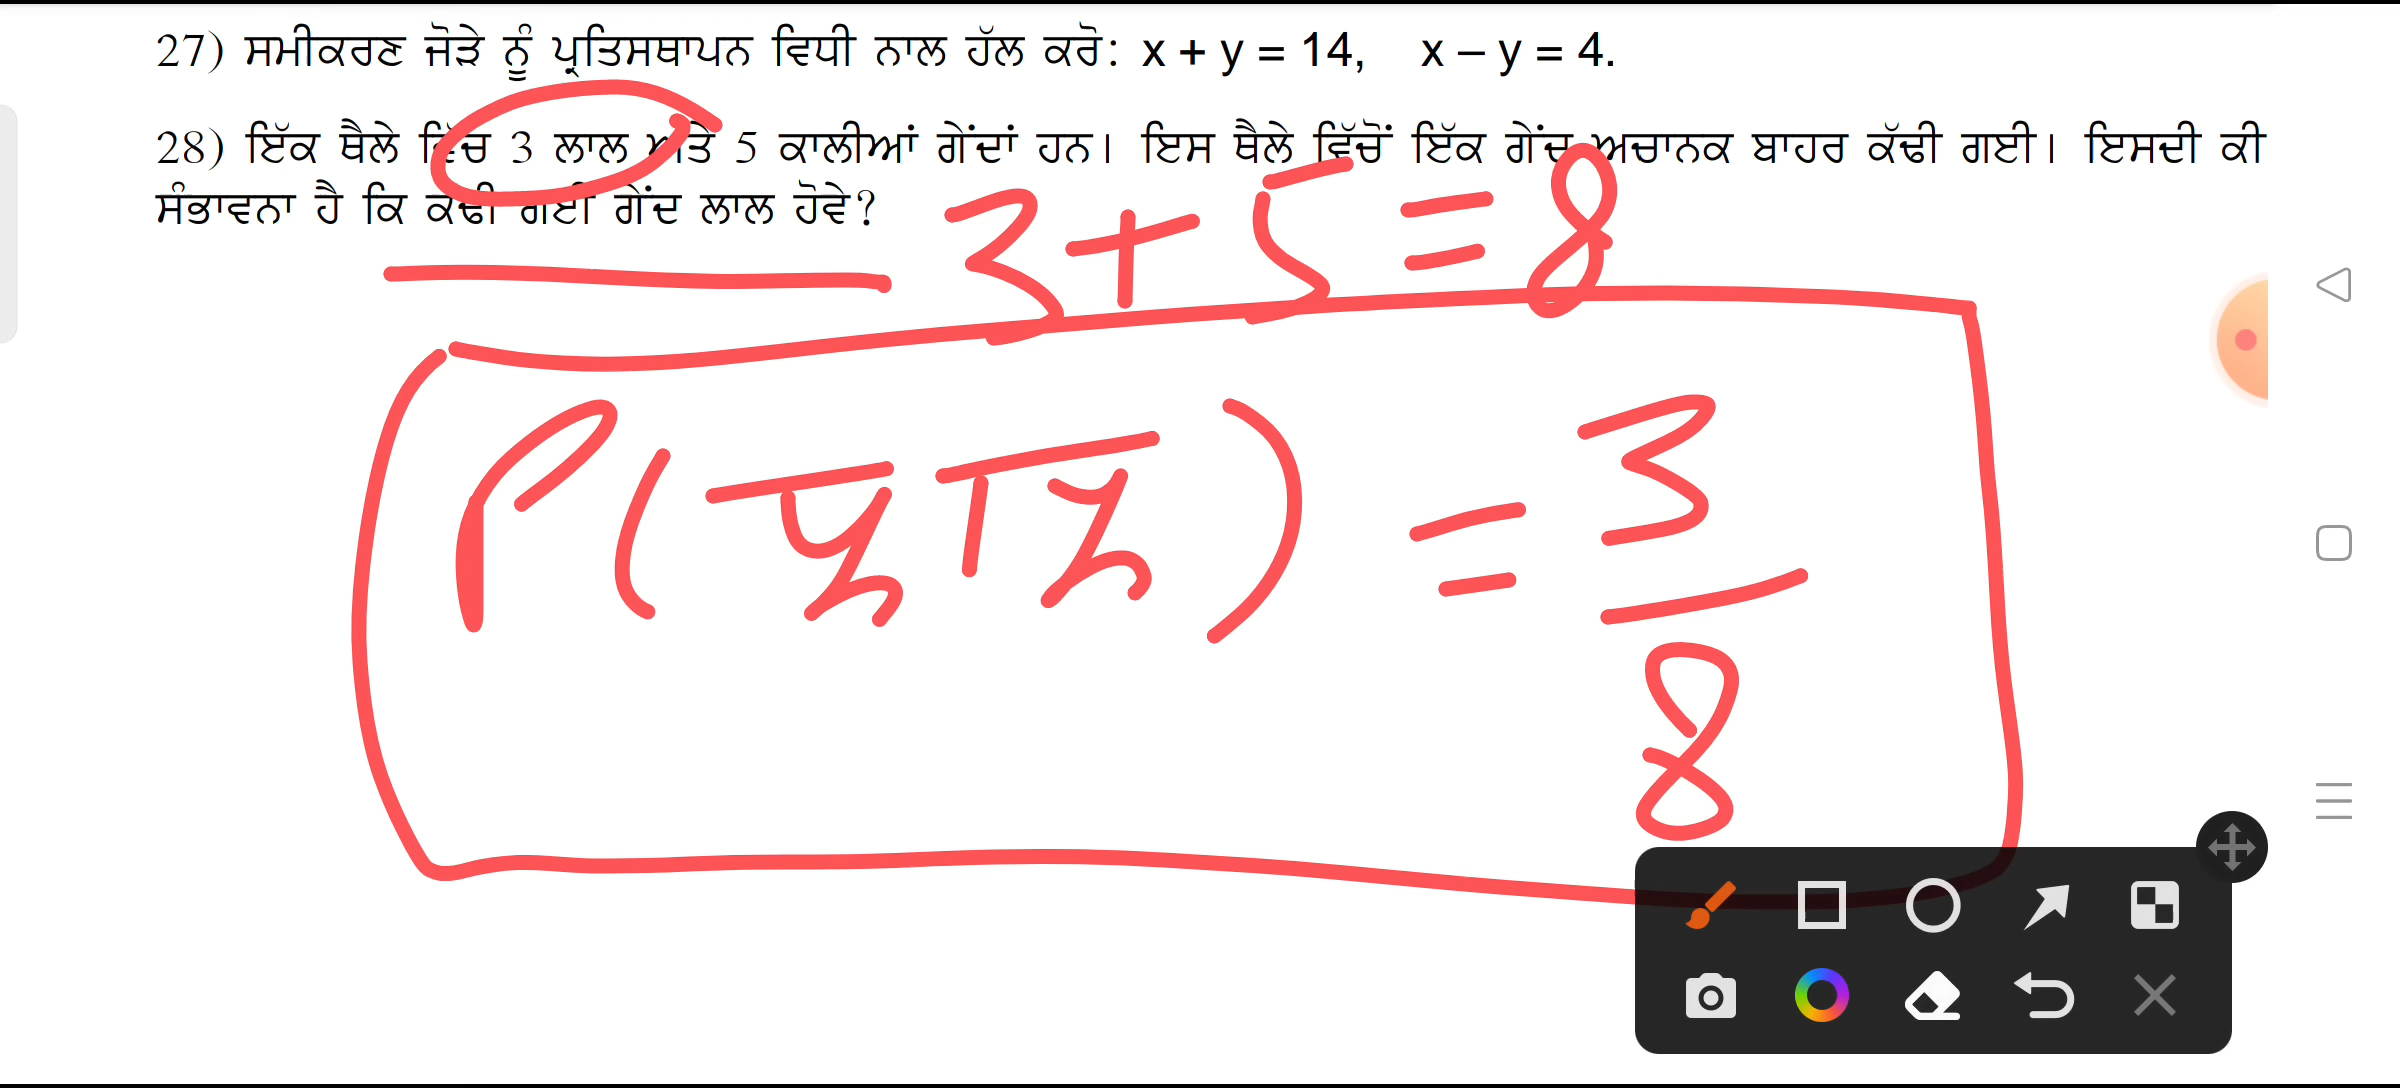 27) ਸਮੀਕਰਣ ਜੋੜੇ ਨੂੰ ਪ੍ਰਤਿਸਥਾਪਨ ਵਿਧੀ ਨਾਲ ਹੱਲ ਕਰੋ: x + y = 14, x – y = 4.
28) ਇੱਕ ਥੈਲੇ ਵਿੱਚ 3 ਲਾਲ ਅਤੇ 5 ਕਾਲੀਆਂ ਗੇਂਦਾਂ ਹਨ। ਇਸ ਥੈਲੇ ਵਿੱਚੋਂ ਇੱਕ ਗੇਂਦ ਅਚਾਨਕ ਬਾਹਰ ਕੱਢੀ ਗਈ। ਇਸਦੀ ਕੀ
ਸੰਭਾਵਨਾ ਹੈ ਕਿ ਕੱਢੀ ਗਈ ਗੇਂਦ ਲਾਲ ਹੋਵੇ?
3 + 5 = 8
P(ਲਾਲ) = 3/8